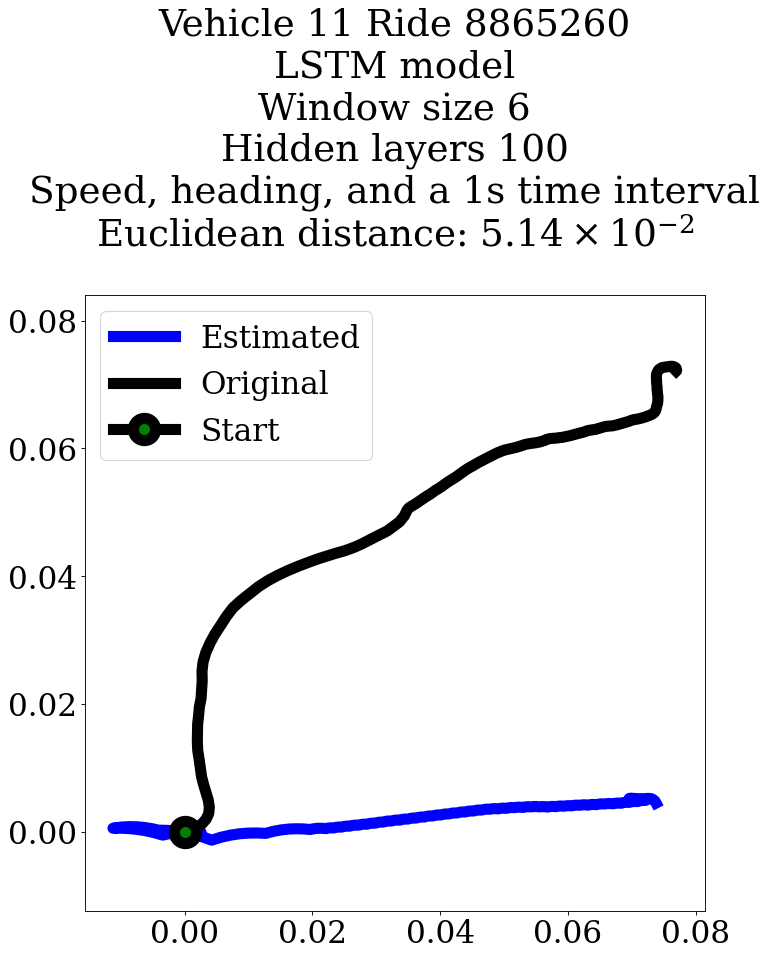 Vehicle 11 Ride 8865260
LSTM model
Window size 6
Hidden layers 100
Speed, heading, and a 1s time interval
Euclidean distance: 5.14 × 10⁻²
Estimated
Original
Start
0.08
0.06
0.04
0.02
0.00
0.00 0.02 0.04 0.06 0.08